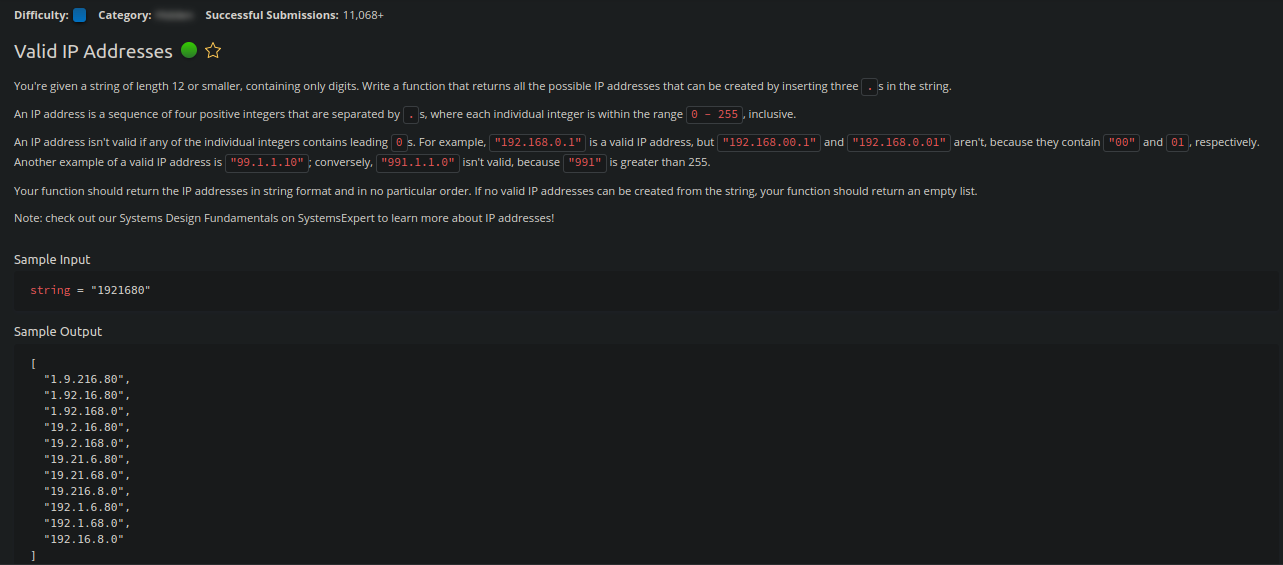 Difficulty: Category: Successful Submissions: 11,068+
Valid IP Addresses
You're given a string of length 12 or smaller, containing only digits. Write a function that returns all the possible IP addresses that can be created by inserting three . s in the string.
An IP address is a sequence of four positive integers that are separated by . s, where each individual integer is within the range 0 - 255, inclusive.
An IP address isn't valid if any of the individual integers contains leading 0 s. For example, "192.168.0.1" is a valid IP address, but "192.168.00.1" and "192.168.0.01" aren't, because they contain "00" and 01, respectively.
Another example of a valid IP address is "99.1.1.10"; conversely, "991.1.1.0" isn't valid, because "991" is greater than 255.
Your function should return the IP addresses in string format and in no particular order. If no valid IP addresses can be created from the string, your function should return an empty list.
Note: check out our Systems Design Fundamentals on SystemsExpert to learn more about IP addresses!
Sample Input
string = "1921680"
Sample Output
[
"1.9.216.80",
"1.92.16.80",
"1.92.168.0",
"19.2.16.80",
"19.2.168.0",
"19.21.6.80",
"19.21.68.0",
"19.216.8.0",
"192.1.6.80",
"192.1.68.0",
"192.16.8.0"
]